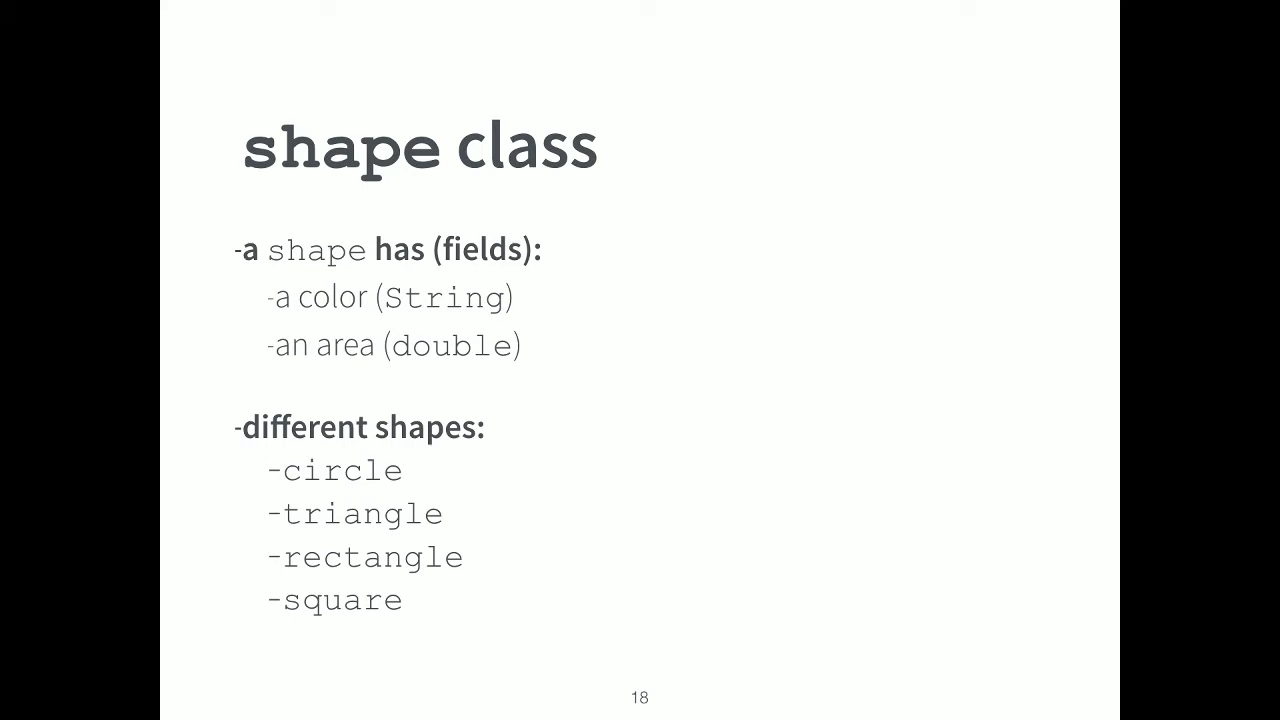 shape class
-a shape has (fields):
-a color (String)
-an area (double)
-different shapes:
-circle
-triangle
-rectangle
-square
18